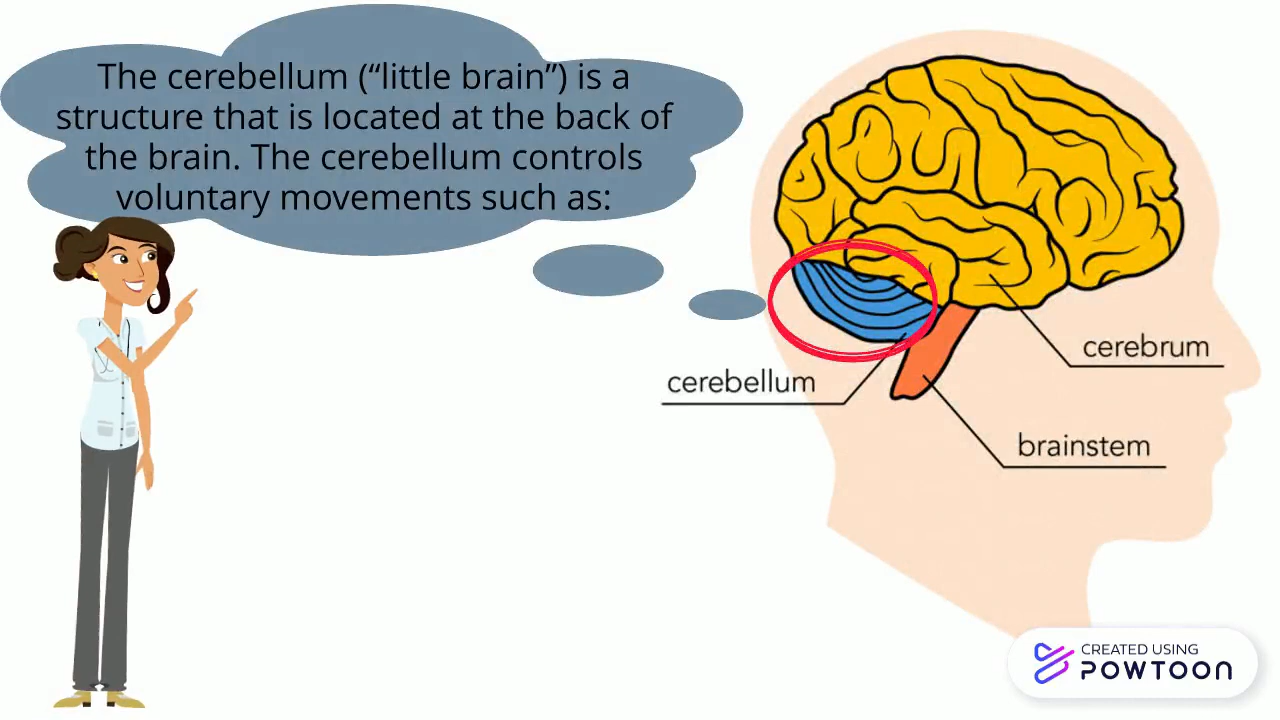 The cerebellum (“little brain”) is a
structure that is located at the back of
the brain. The cerebellum controls
voluntary movements such as:
cerebrum
cerebellum
brainstem
CREATED USING
POWTOON